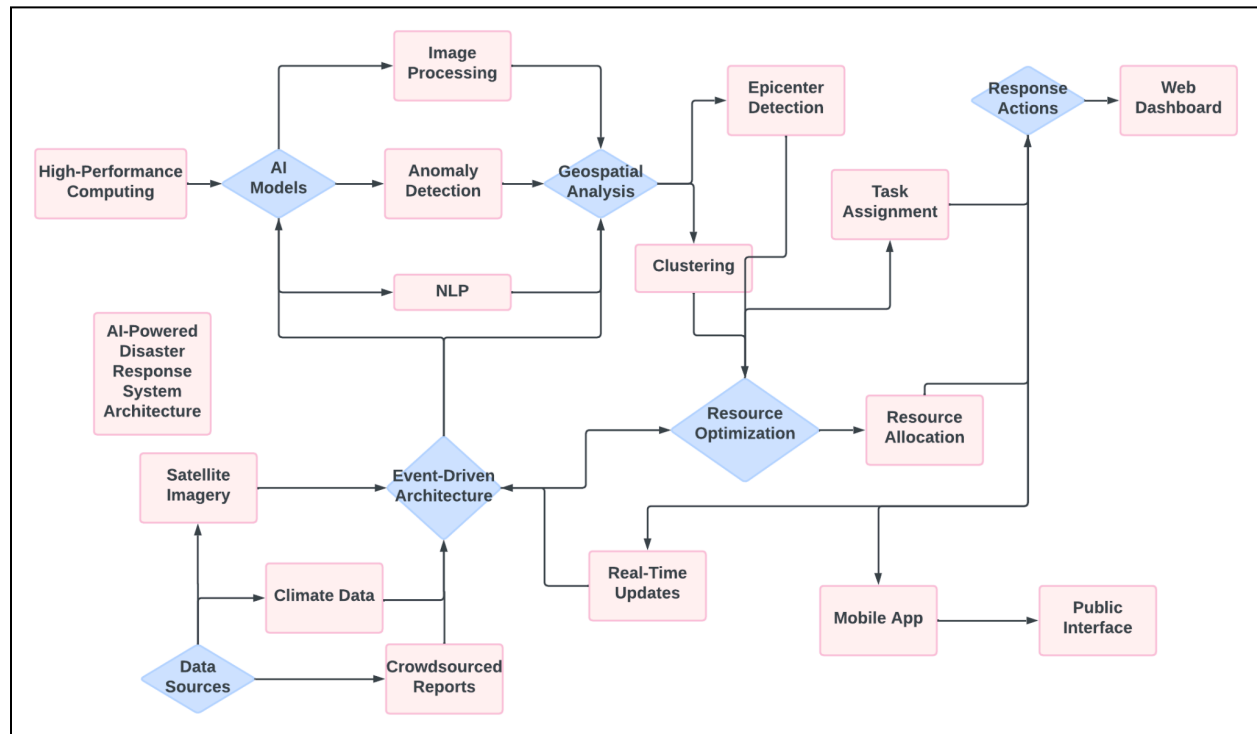 Image
Processing
Epicenter
Detection
Response
Actions
Web
Dashboard
High-Performance
Computing
AI
Models
Anomaly
Detection
Geospatial
Analysis
Task
Assignment
Clustering
NLP
AI-Powered
Disaster
Response
System
Architecture
Resource
Optimization
Resource
Allocation
Satellite
Imagery
Event-Driven
Architecture
Real-Time
Updates
Climate Data
Mobile App
Public
Interface
Data
Sources
Crowdsourced
Reports